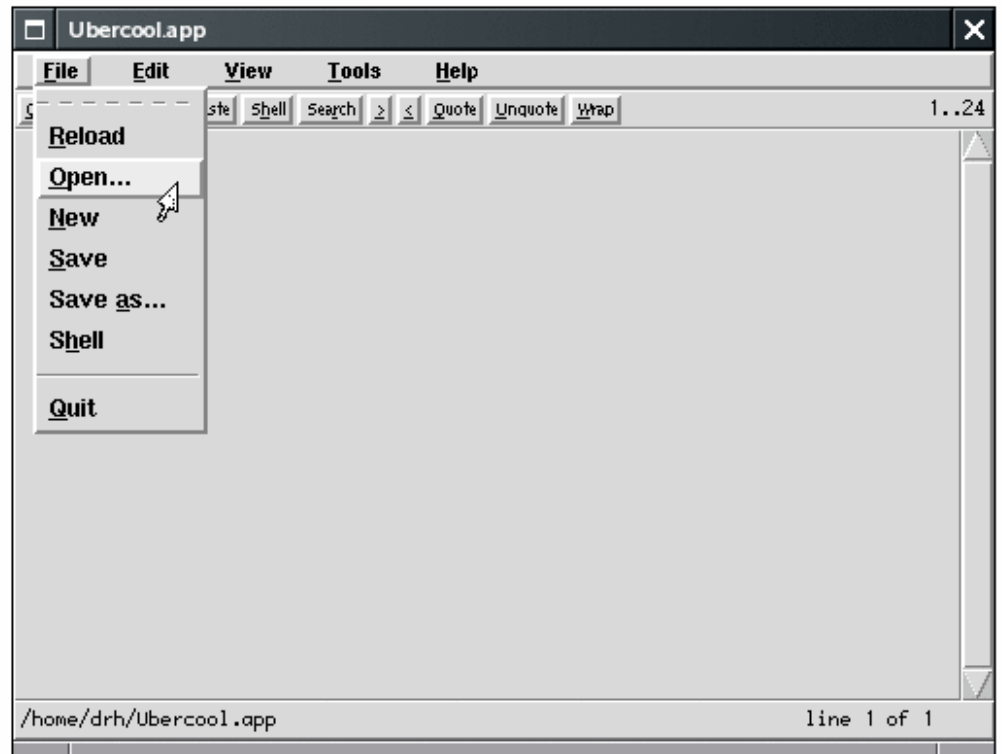 Ubercool.app
File Edit View Tools Help
Shell Search > < Quote Unquote Wrap 1..24
Reload
Open...
New
Save
Save as...
Shell
Quit
/home/drh/Ubercool.app line 1 of 1